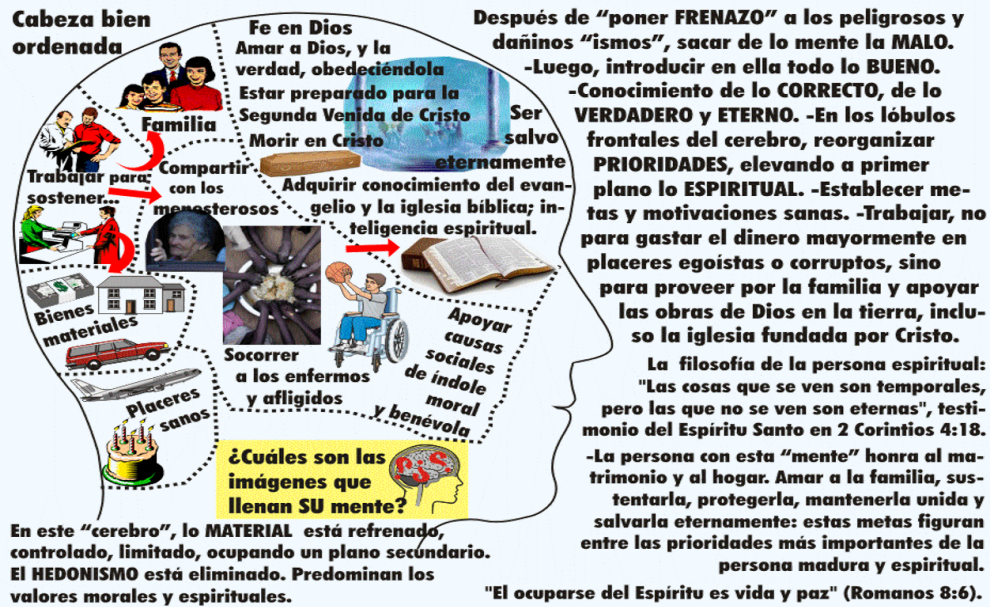 Cabeza bien
ordenada
Familia
Trabajar para
sostener...
Bienes
materiales
Placeres
sanos
Fe en Dios
Amar a Dios, y la
verdad, obedeciéndola
Estar preparado para la
Segunda Venida de Cristo
Morir en Cristo
Ser
salvo
eternamente
Compartir
con los
menesterosos
Adquirir conocimiento del evan-
gelio y la iglesia bíblica; in-
teligencia espiritual.
Socorrer
a los enfermos
y afligidos
Apoyar
causas
sociales
de índole
moral
y benévola
¿Cuáles son las
imágenes que
llenan SU mente?
En este “cerebro”, lo MATERIAL está refrenado,
controlado, limitado, ocupando un plano secundario.
El HEDONISMO está eliminado. Predominan los
valores morales y espirituales.
Después de “poner FRENAZO” a los peligrosos y
dañinos “ismos”, sacar de lo mente la MALO.
-Luego, introducir en ella todo lo BUENO.
-Conocimiento de lo CORRECTO, de lo
VERDADERO y ETERNO. -En los lóbulos
frontales del cerebro, reorganizar
PRIORIDADES, elevando a primer
plano lo ESPIRITUAL. -Establecer me-
tas y motivaciones sanas. -Trabajar, no
para gastar el dinero mayormente en
placeres egoístas o corruptos, sino
para proveer por la familia y apoyar
las obras de Dios en la tierra, inclu-
so la iglesia fundada por Cristo.
La filosofía de la persona espiritual:
"Las cosas que se ven son temporales,
pero las que no se ven son eternas", testi-
monio del Espíritu Santo en 2 Corintios 4:18.
-La persona con esta “mente” honra al ma-
trimonio y al hogar. Amar a la familia, sus-
tentarla, protegerla, mantenerla unida y
salvarla eternamente: estas metas figuran
entre las prioridades más importantes de la
persona madura y espiritual.
"El ocuparse del Espíritu es vida y paz" (Romanos 8:6).